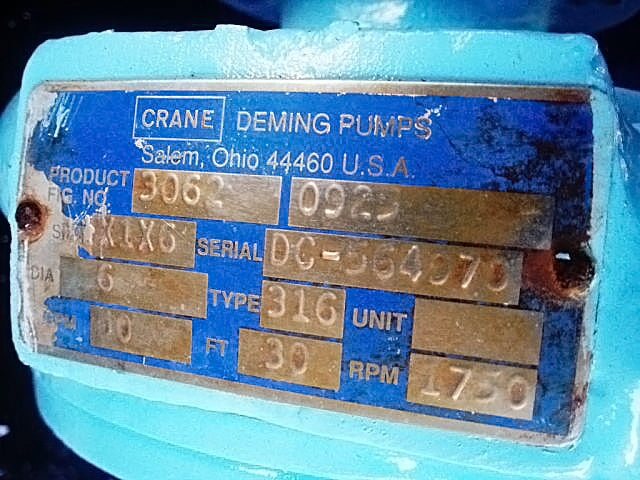 CRANE DEMING PUMPS
Salem, Ohio 44460 U.S.A.
PRODUCT FIG. NO. 3062
SERIAL
DIA 6 TYPE 316 UNIT
10 FT 30 RPM 1750